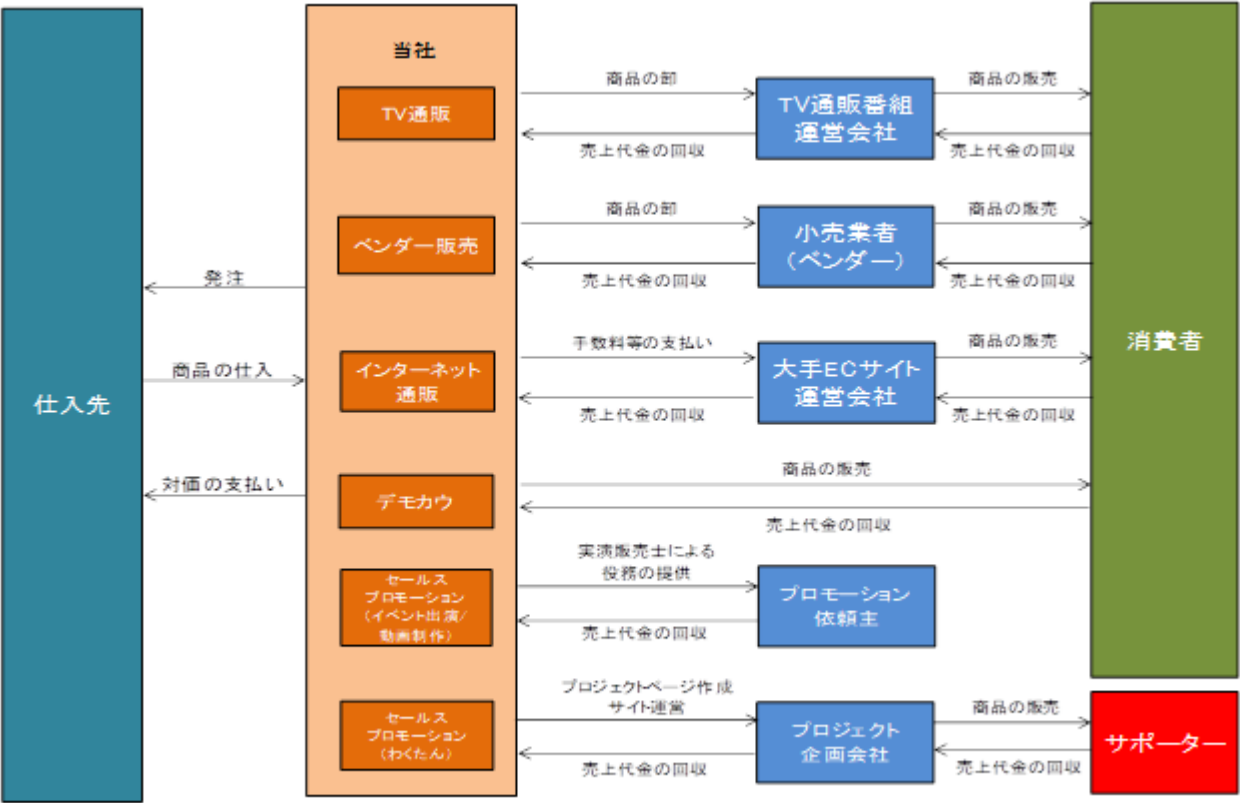 当社
商品の卸
商品の販売
TV通販
TV通販番組
運営会社
売上代金の回収
売上代金の回収
商品の卸
商品の販売
ベンダー販売
小売業者
（ベンダー）
売上代金の回収
売上代金の回収
発注
手数料等の支払い
商品の販売
消費者
商品の仕入
インターネット
通販
大手ECサイト
運営会社
仕入先
売上代金の回収
売上代金の回収
対価の支払い
商品の販売
デモカウ
売上代金の回収
実演販売士による
役務の提供
セールス
プロモーション
（イベント出演/
動画制作）
プロモーション
依頼主
売上代金の回収
プロジェクトページ作成
サイト運営
商品の販売
セールス
プロモーション
（わくたん）
プロジェクト
企画会社
サポーター
売上代金の回収
売上代金の回収